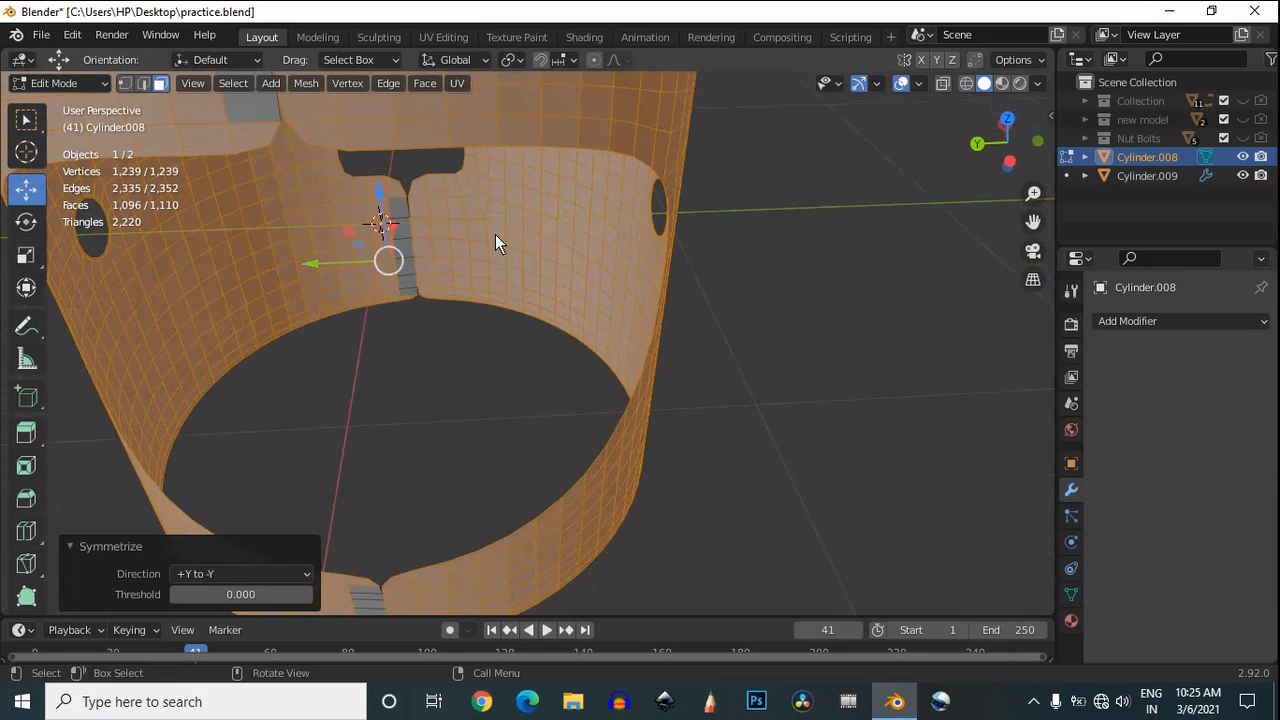 Blender* [C:\Users\HP\Desktop\practice.blend]
File Edit Render Window Help Layout Modeling Sculpting UV Editing Texture Paint Shading Animation Rendering Compositing Scripting + Scene View Layer
Orientation: Default Drag: Select Box Global X Y Z Options
Edit Mode View Select Add Mesh Vertex Edge Face UV
User Perspective
(41) Cylinder.008
Objects 1 / 2
Vertices 1,239 / 1,239
Edges 2,335 / 2,352
Faces 1,096 / 1,110
Triangles 2,220
Z
Y
Scene Collection
Collection 11
new model 2
Nut Bolts 5
Cylinder.008
Cylinder.009
Cylinder.008
Add Modifier
Symmetrize
Direction +Y to -Y
Threshold 0.000
Playback Keying View Marker 41 Start 1 End 250
Select Box Select Rotate View Call Menu 2.92.0
Type here to search
Ps
ENG
IN
10:25 AM
3/6/2021